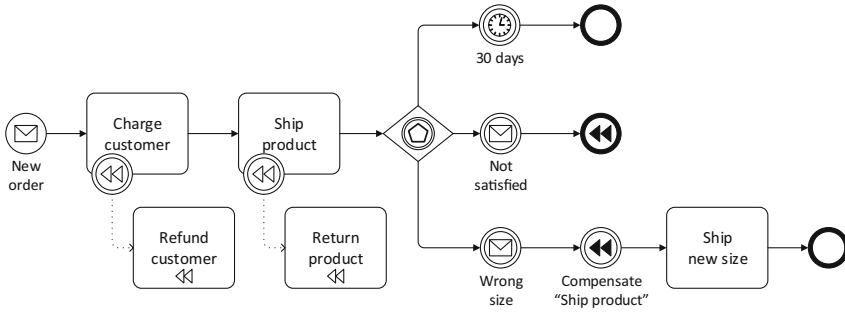 30 days
Charge
customer
Ship
product
New
order
Not
satisfied
Refund
customer
Return
product
Wrong
size
Compensate
“Ship product”
Ship
new size